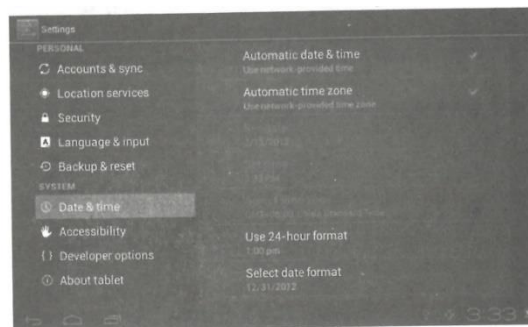 Settings
PERSONAL
Accounts & sync
Location services
Security
Language & input
Backup & reset
SYSTEM
Date & time
Accessibility
{ } Developer options
About tablet
Automatic date & time
Use network-provided time
Automatic time zone
Use network-provided time zone
Use 24-hour format
1:00 pm
Select date format
12/31/2012
3:33